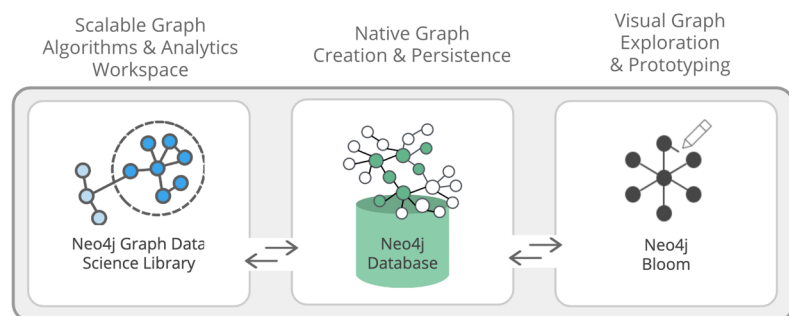 Scalable Graph
Algorithms & Analytics
Workspace
Native Graph
Creation & Persistence
Visual Graph
Exploration
& Prototyping
Neo4j Graph Data
Science Library
Neo4j
Database
Neo4j
Bloom